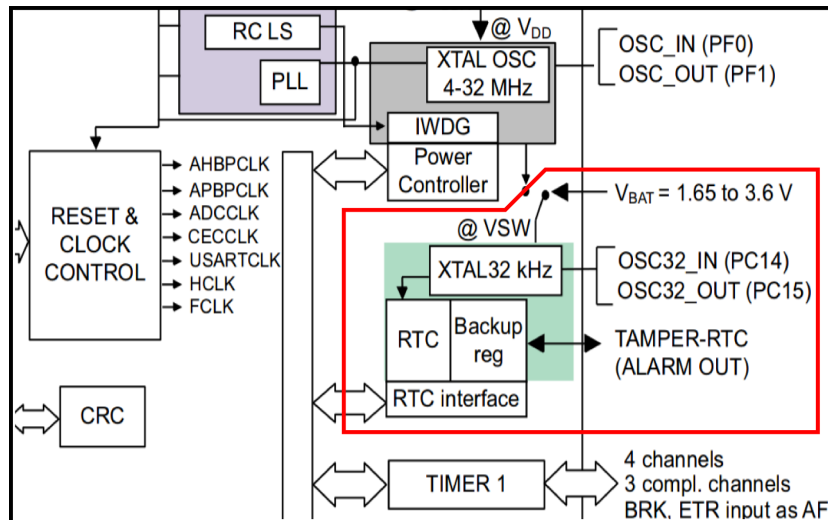 RC LS
PLL
@ VDD
XTAL OSC
4-32 MHz
OSC_IN (PF0)
OSC_OUT (PF1)
IWDG
Power
Controller
RESET &
CLOCK
CONTROL
AHBPCLK
APBPCLK
ADCCLK
CECCLK
USARTCLK
HCLK
FCLK
VBAT = 1.65 to 3.6 V
@ VSW
XTAL32 kHz
OSC32_IN (PC14)
OSC32_OUT (PC15)
RTC
Backup
reg
TAMPER-RTC
(ALARM OUT)
RTC interface
CRC
TIMER 1
4 channels
3 compl. channels
BRK, ETR input as AF